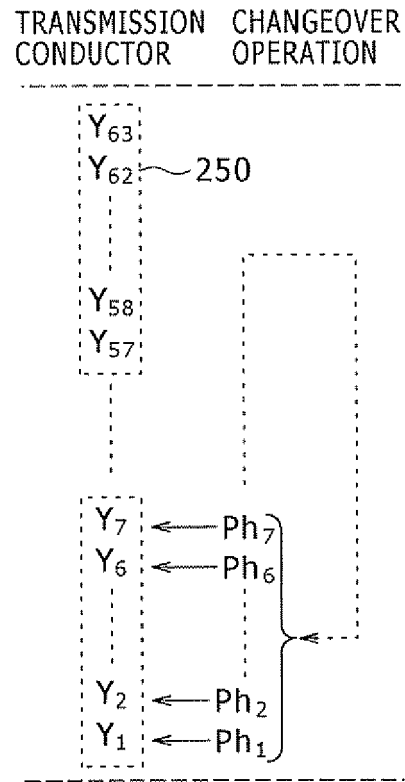 TRANSMISSION CONDUCTOR
CHANGEOVER OPERATION
Y₆₃
Y₆₂ 250
Y₅₈
Y₅₇
Y₇ Ph₇
Y₆ Ph₆
Y₂ Ph₂
Y₁ Ph₁